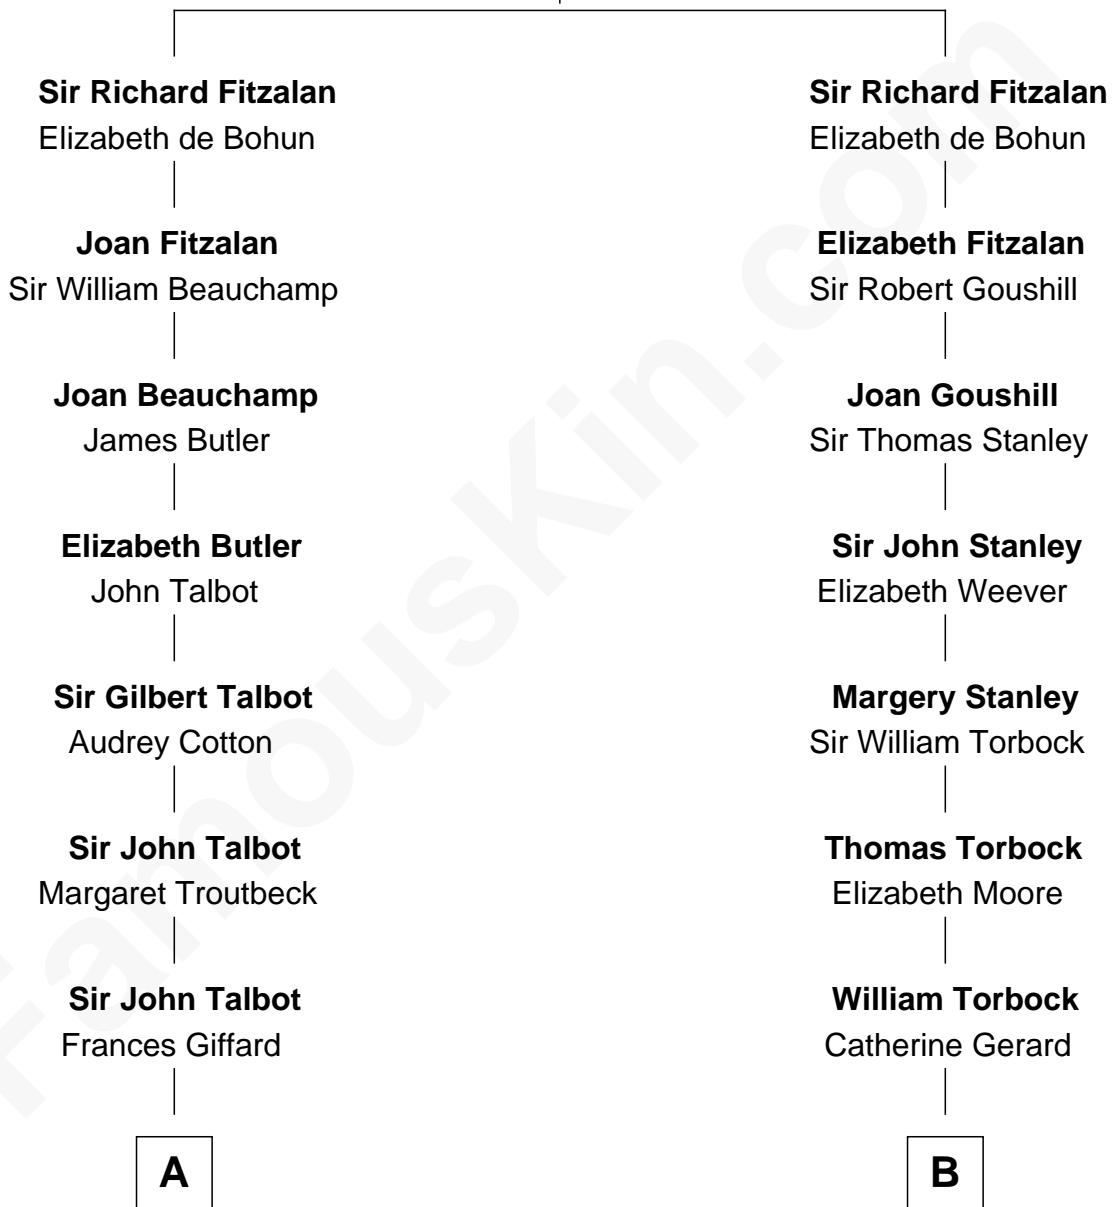 Sir Richard Fitzalan
Elizabeth de Bohun
Joan Fitzalan
Sir William Beauchamp
Joan Beauchamp
James Butler
Elizabeth Butler
John Talbot
Sir Gilbert Talbot
Audrey Cotton
Sir John Talbot
Margaret Troutbeck
Sir John Talbot
Frances Giffard
A
Sir Richard Fitzalan
Elizabeth de Bohun
Elizabeth Fitzalan
Sir Robert Goushill
Joan Goushill
Sir Thomas Stanley
Sir John Stanley
Elizabeth Weever
Margery Stanley
Sir William Torbock
Thomas Torbock
Elizabeth Moore
William Torbock
Catherine Gerard
B
FamousKin.com